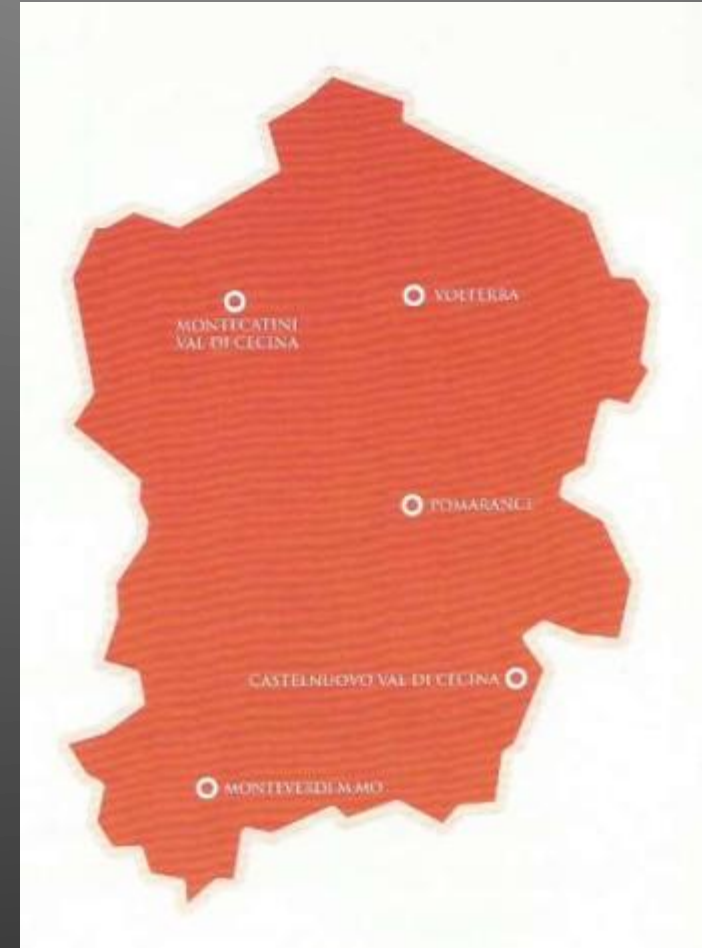 VOLTERRA
MONTECATINI
VAL DI CECINA
POMARANCE
CASTELNUOVO VAL DI CECINA
MONTEVERDI M.MO